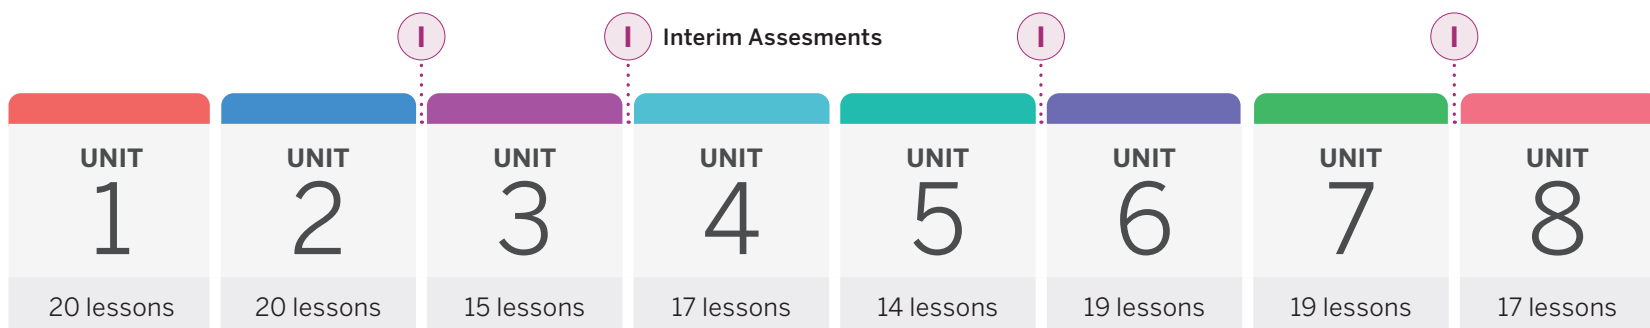 I I Interim Assesments I I
UNIT UNIT UNIT UNIT UNIT UNIT UNIT UNIT
1 2 3 4 5 6 7 8
20 lessons 20 lessons 15 lessons 17 lessons 14 lessons 19 lessons 19 lessons 17 lessons